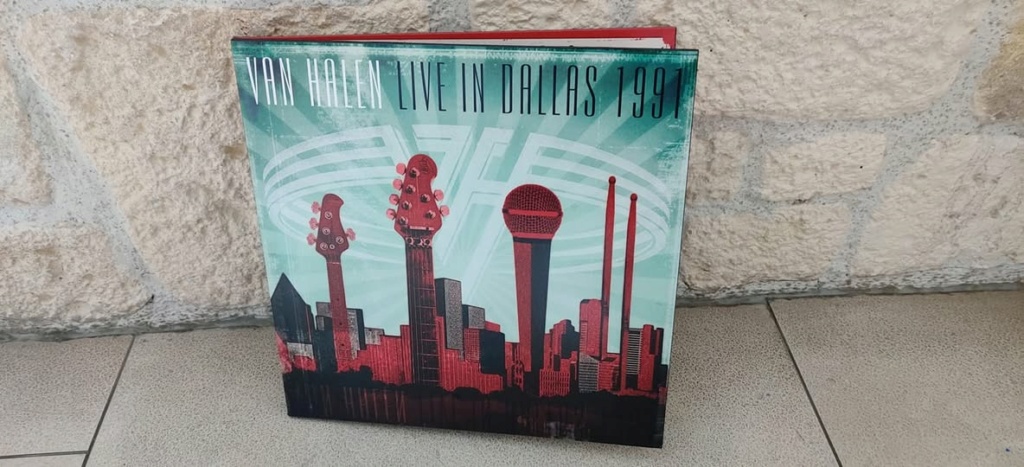 VAN HALEN LIVE IN DALLAS 1991